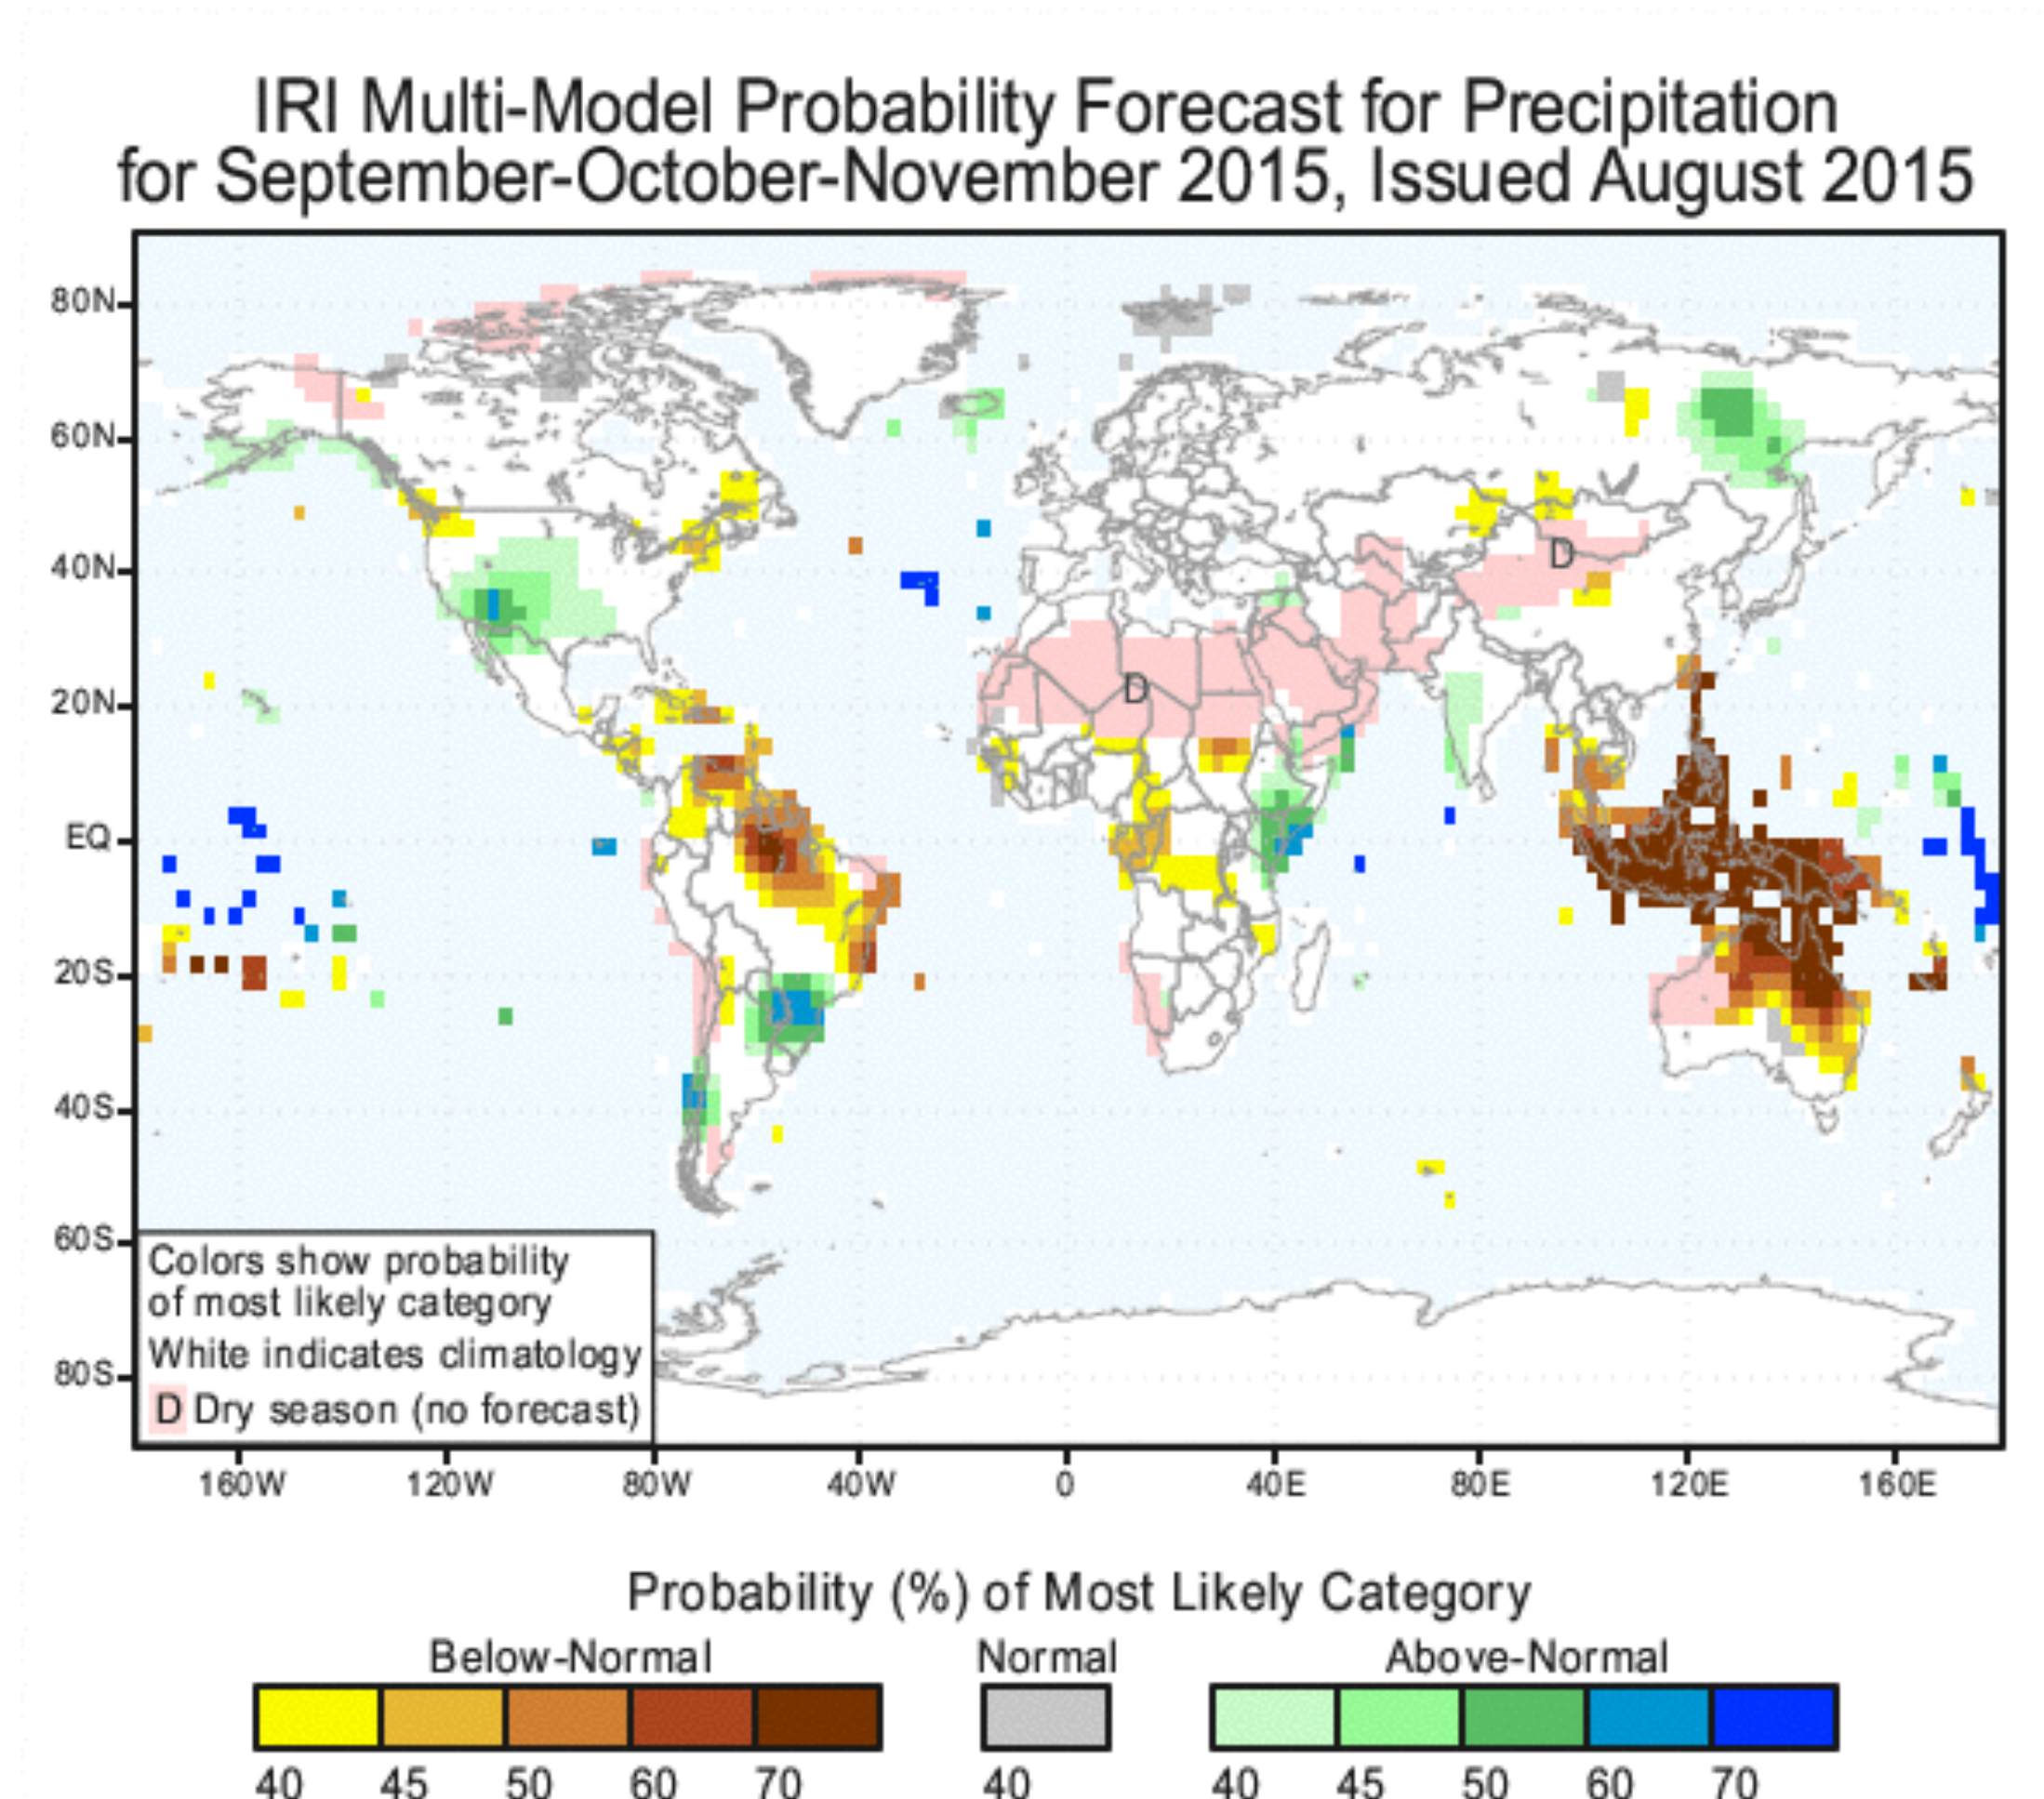 IRI Multi-Model Probability Forecast for Precipitation
for September-October-November 2015, Issued August 2015
80N
60N
40N
20N
EQ
20S
40S
60S
80S
D
D
Colors show probability
of most likely category
White indicates climatology
D Dry season (no forecast)
160W 120W 80W 40W 0 40E 80E 120E 160E
Probability (%) of Most Likely Category
Below-Normal Normal Above-Normal
40 45 50 60 70 40 40 45 50 60 70